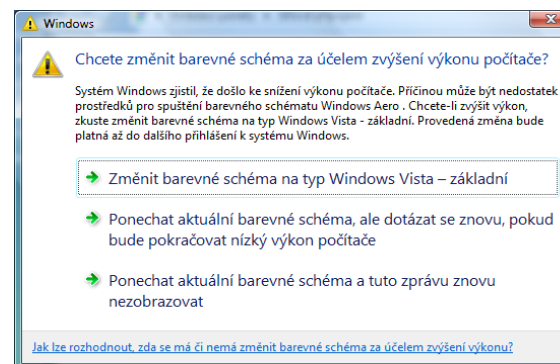 Windows
Chcete změnit barevné schéma za účelem zvýšení výkonu počítače?
Systém Windows zjistil, že došlo ke snížení výkonu počítače. Příčinou může být nedostatek
prostředků pro spuštění barevného schématu Windows Aero . Chcete-li zvýšit výkon,
zkuste změnit barevné schéma na typ Windows Vista - základní. Provedená změna bude
platná až do dalšího přihlášení k systému Windows.
Změnit barevné schéma na typ Windows Vista – základní
Ponechat aktuální barevné schéma, ale dotázat se znovu, pokud
bude pokračovat nízký výkon počítače
Ponechat aktuální barevné schéma a tuto zprávu znovu
nezobrazovat
Jak lze rozhodnout, zda se má či nemá změnit barevné schéma za účelem zvýšení výkonu?